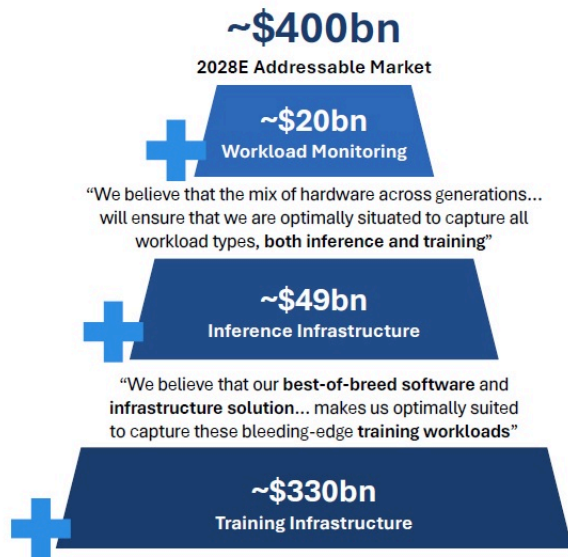 ~$400bn
2028E Addressable Market
~$20bn
Workload Monitoring
“We believe that the mix of hardware across generations...
will ensure that we are optimally situated to capture all
workload types, both inference and training”
~$49bn
Inference Infrastructure
“We believe that our best-of-breed software and
infrastructure solution... makes us optimally suited
to capture these bleeding-edge training workloads”
~$330bn
Training Infrastructure